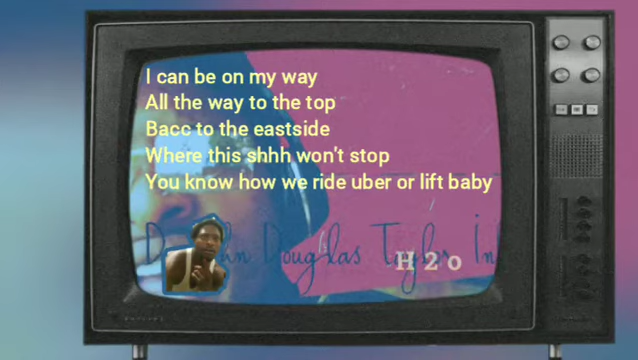 I can be on my way
All the way to the top
Bacc to the eastside
Where this shhh won't stop
You know how we ride uber or lift baby
Douglas
H2o